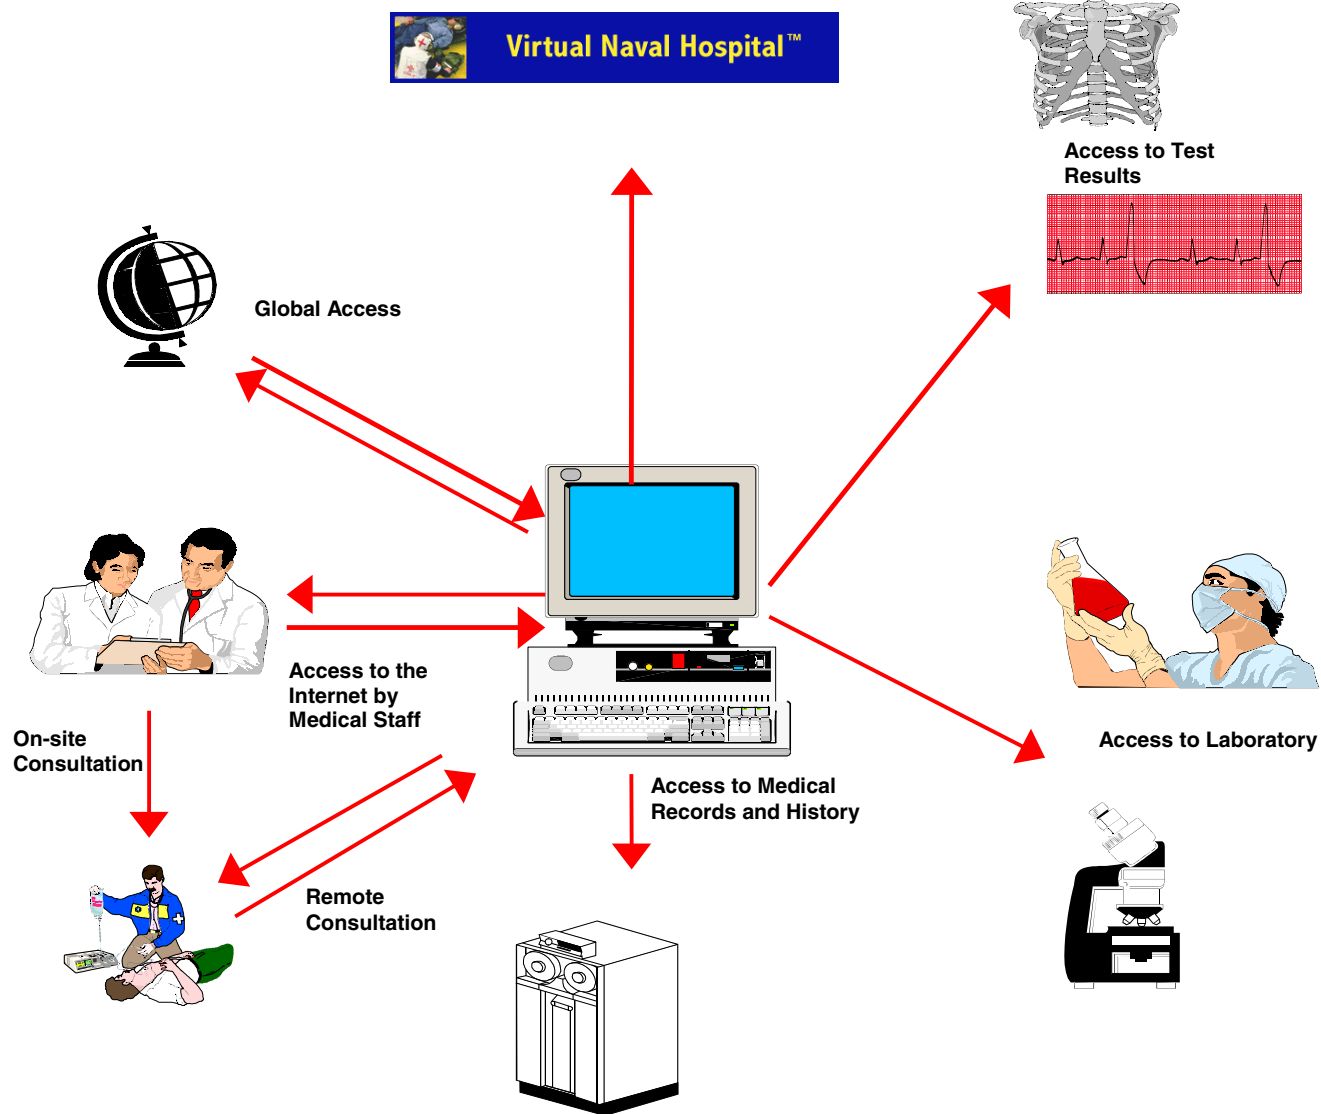 Virtual Naval Hospital™
Access to Test
Results
Global Access
Access to the
Internet by
Medical Staff
On-site
Consultation
Access to Laboratory
Access to Medical
Records and History
Remote
Consultation